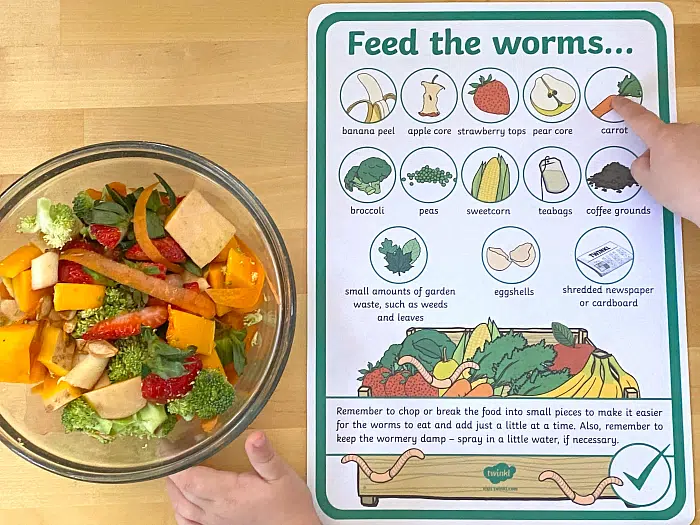 Feed the worms...
banana peel
apple core
strawberry tops
pear core
carrot
broccoli
peas
sweetcorn
teabags
coffee grounds
small amounts of garden
waste, such as weeds
and leaves
eggshells
shredded newspaper
or cardboard
TWINKL
Remember to chop or break the food into small pieces to make it easier
for the worms to eat and add just a little at a time. Also, remember to
keep the wormery damp – spray in a little water, if necessary.
twinkl